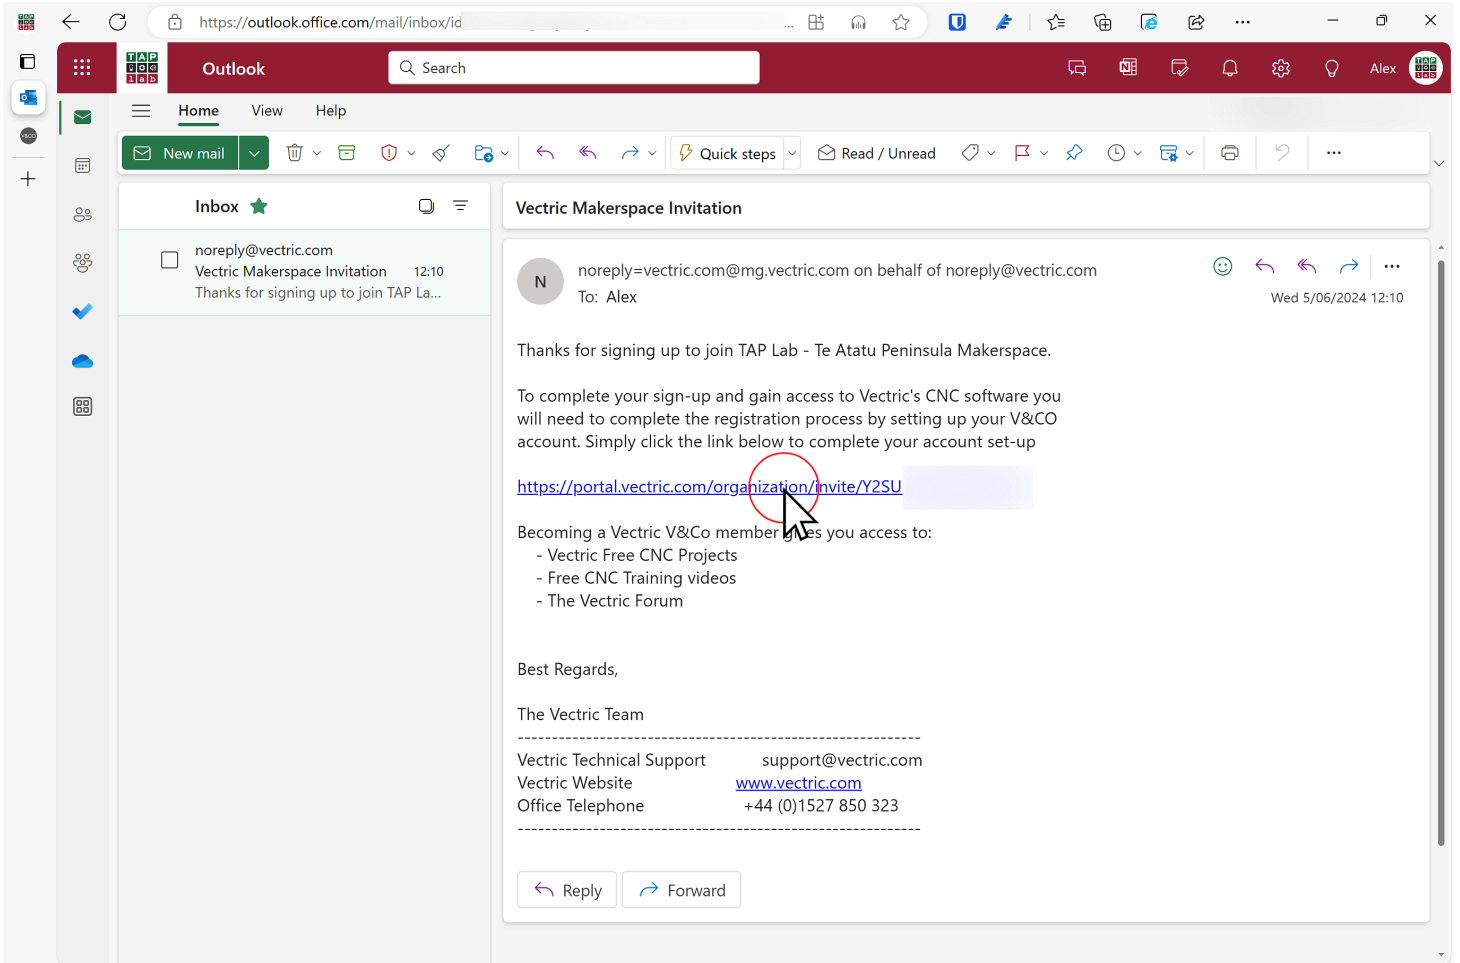 https://outlook.office.com/mail/inbox/id
...
TAP
lab
Outlook
Search
Alex
Home
View
Help
New mail
Quick steps
Read / Unread
Inbox
noreply@vectric.com
Vectric Makerspace Invitation
12:10
Thanks for signing up to join TAP La...
Vectric Makerspace Invitation
N
noreply=vectric.com@mg.vectric.com on behalf of noreply@vectric.com
To: Alex
Wed 5/06/2024 12:10
Thanks for signing up to join TAP Lab - Te Atatu Peninsula Makerspace.
To complete your sign-up and gain access to Vectric's CNC software you
will need to complete the registration process by setting up your V&CO
account. Simply click the link below to complete your account set-up
https://portal.vectric.com/organization/invite/Y2SU
Becoming a Vectric V&Co member gives you access to:
- Vectric Free CNC Projects
- Free CNC Training videos
- The Vectric Forum
Best Regards,
The Vectric Team
----------------------------------------------------------
Vectric Technical Support support@vectric.com
Vectric Website www.vectric.com
Office Telephone +44 (0)1527 850 323
----------------------------------------------------------
Reply
Forward